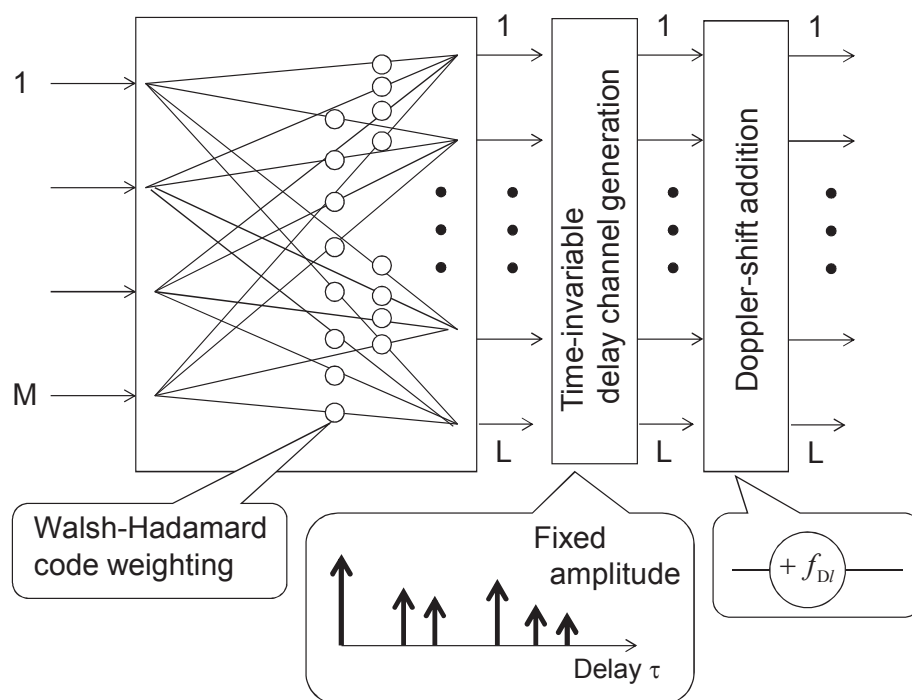 1
1
1
1
M
L
L
L
Time-invariable
delay channel generation
Doppler-shift addition
Walsh-Hadamard
code weighting
Fixed
amplitude
Delay τ
+ f_Dl